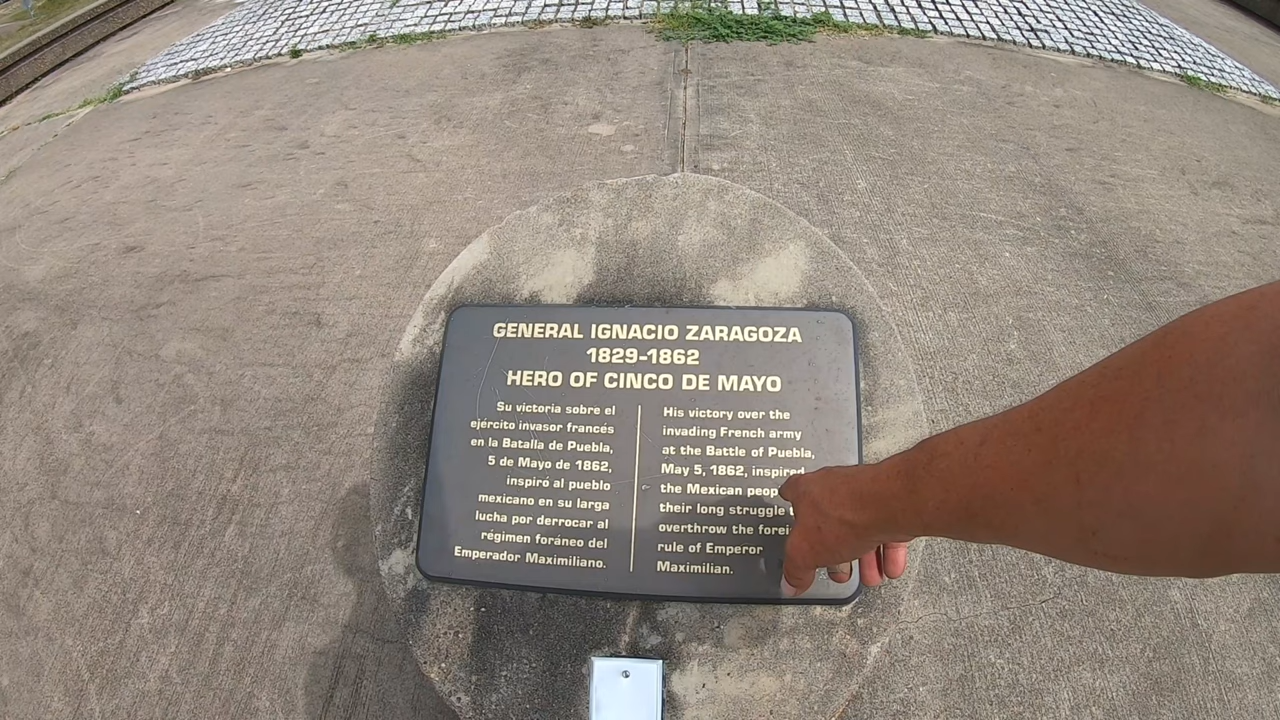 GENERAL IGNACIO ZARAGOZA
1829-1862
HERO OF CINCO DE MAYO
Su victoria sobre el
ejército invasor francés
en la Batalla de Puebla,
5 de Mayo de 1862,
inspiró al pueblo
mexicano en su larga
lucha por derrocar al
régimen foráneo del
Emperador Maximiliano.
His victory over the
invading French army
at the Battle of Puebla,
May 5, 1862, inspired
the Mexican
their long struggle
overthrow the
rule of Emperor
Maximilian.